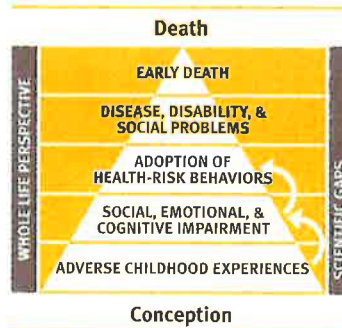 Death
EARLY DEATH
DISEASE, DISABILITY, &
SOCIAL PROBLEMS
ADOPTION OF
HEALTH-RISK BEHAVIORS
SOCIAL, EMOTIONAL, &
COGNITIVE IMPAIRMENT
ADVERSE CHILDHOOD EXPERIENCES
Conception
WHOLE LIFE PERSPECTIVE
SCIENTIFIC GAPS